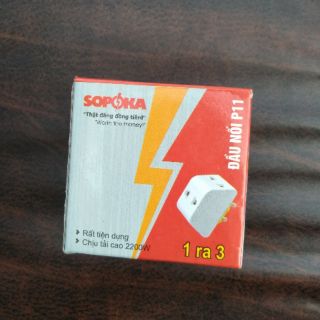 SOPOKA
"Thật đáng đồng tiền!"
"Worth the money!"
ĐẦU NỐI P11
Rất tiện dụng
Chịu tải cao 2200W
1 ra 3